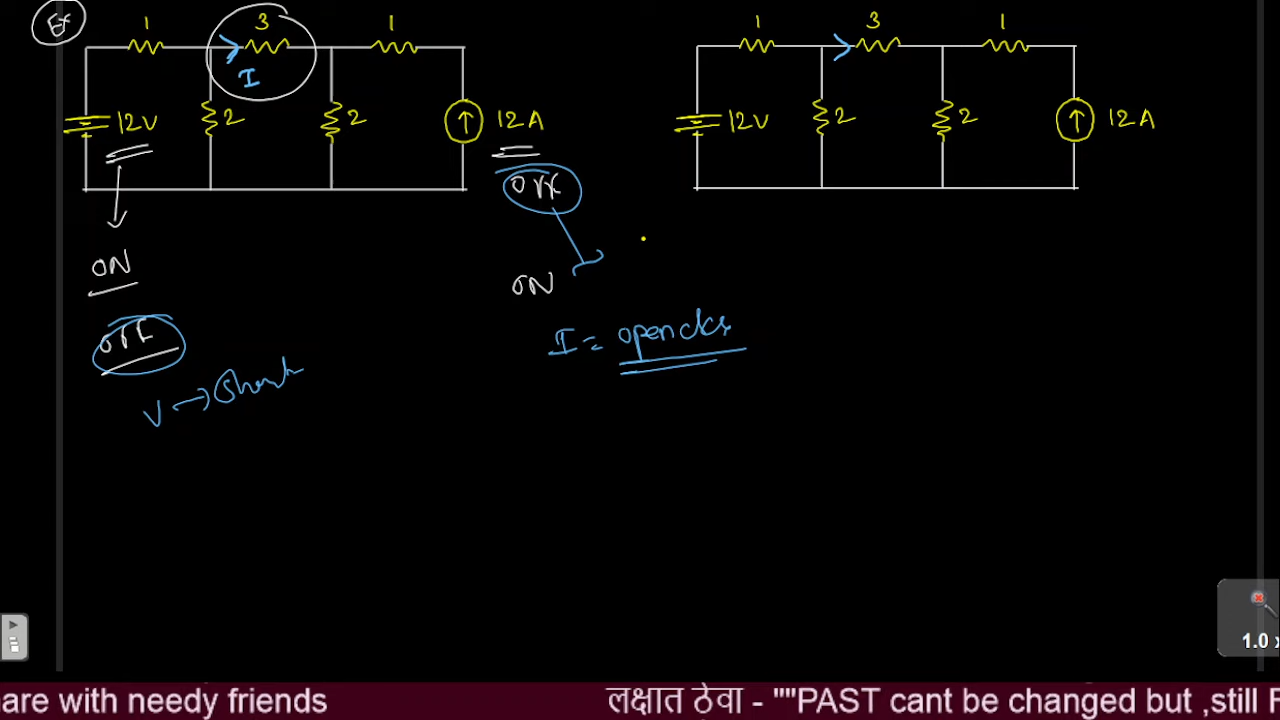 Ex
1 3 1
I
12V 2 2 12A
OFF
ON
ON
OFF
V → Short
I = open ckt
1 3 1
12V 2 2 12A
1.0 x
are with needy friends लक्षात ठेवा - ""PAST cant be changed but ,still F